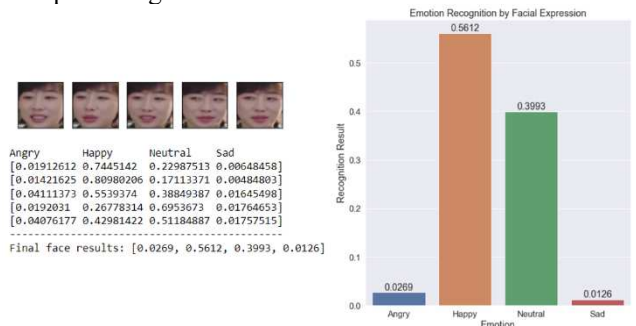 Angry Happy Neutral Sad
[0.01912612 0.7445142 0.22987513 0.00648458]
[0.01421625 0.80980206 0.17113371 0.00484803]
[0.04111373 0.5539374 0.38849387 0.01645498]
[0.0192031 0.26778314 0.6953673 0.01764653]
[0.04076177 0.42981422 0.51184887 0.01757515]
----------------------------------------
Final face results: [0.0269, 0.5612, 0.3993, 0.0126]
Emotion Recognition by Facial Expression
0.5612
0.5
0.4
0.3993
Recognition Result
0.3
0.2
0.1
0.0269
0.0126
0.0
Angry Happy Neutral Sad
Emotion